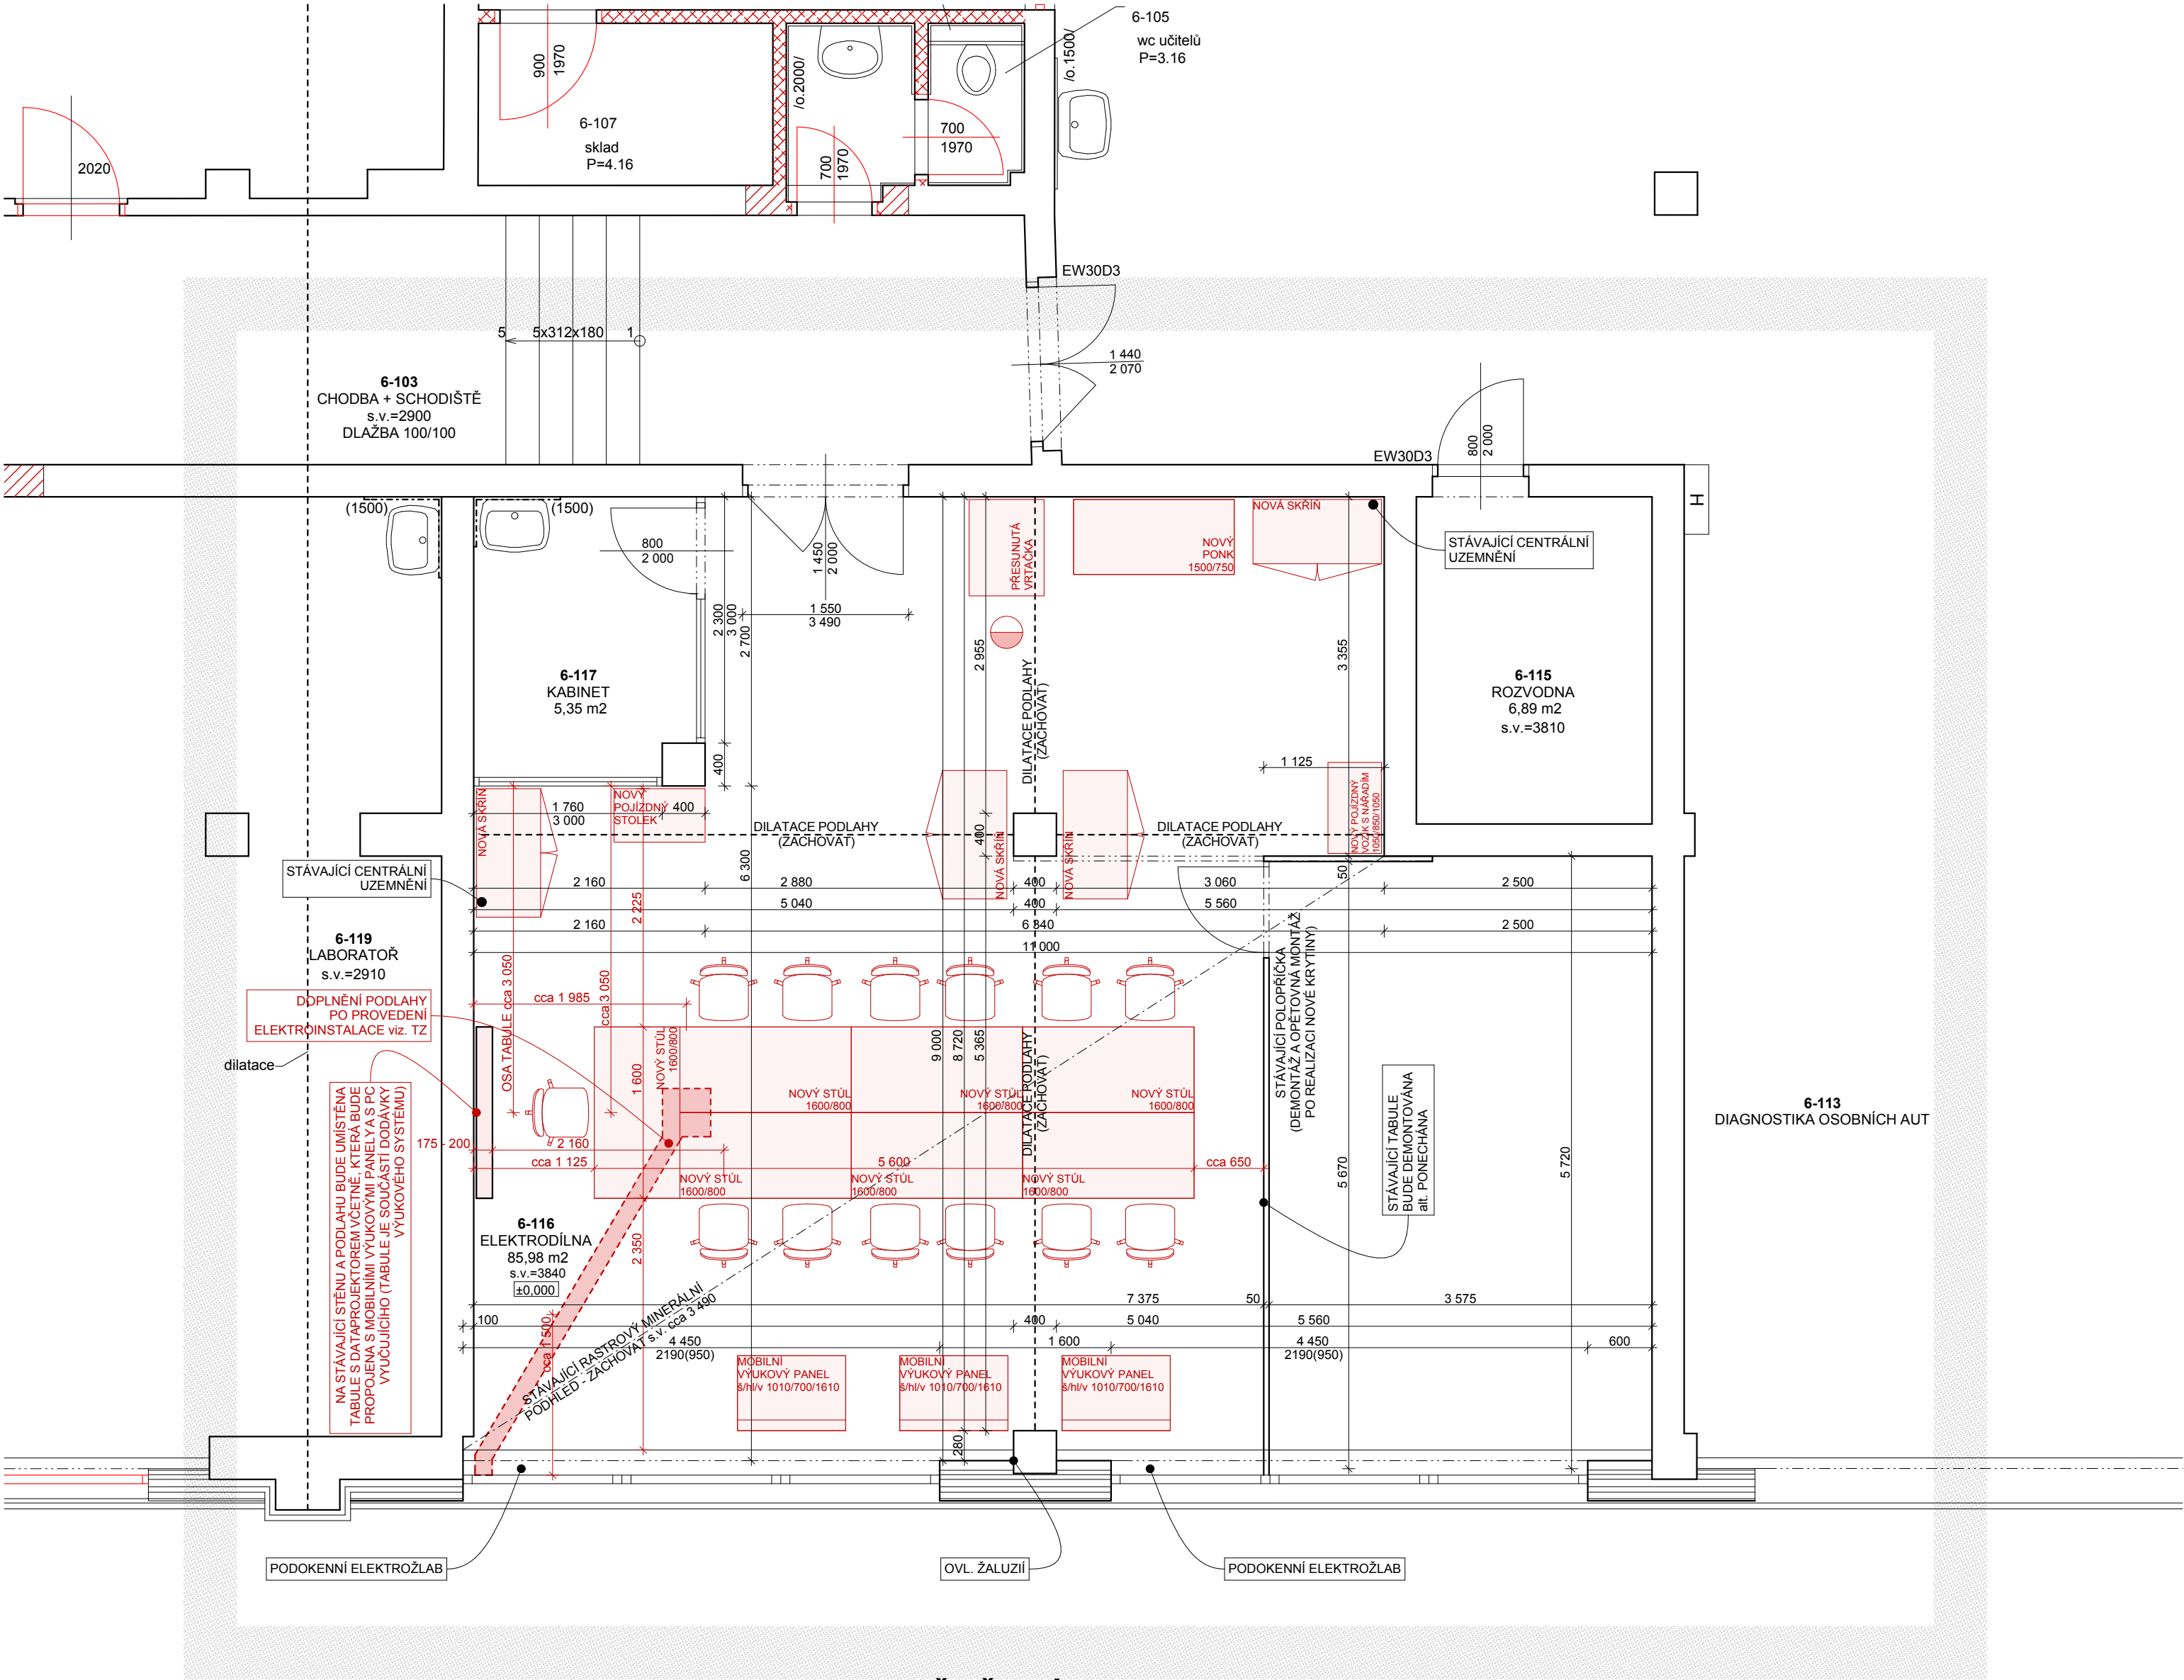 6-105
wc učitelů
P=3.16
/o.1500/
/o.2000/
900
1970
6-107
sklad
P=4.16
700
1970
700
1970
2020
EW30D3
1 440
2 070
5
5x312x180
1
6-103
CHODBA + SCHODIŠTĚ
s.v.=2900
DLAŽBA 100/100
EW30D3
800
2 000
H
(1500)
(1500)
800
2 000
1 450
2 000
1 550
3 490
2 300
3 000
2 700
400
PŘESUNUTÁ
VRTAČKA
NOVÝ
PONK
1500/750
NOVÁ SKŘÍŇ
STÁVAJÍCÍ CENTRÁLNÍ
UZEMNĚNÍ
2 955
DILATACE PODLAHY
(ZACHOVAT)
3 355
6-117
KABINET
5,35 m2
6-115
ROZVODNA
6,89 m2
s.v.=3810
1 125
NOVÝ POJÍZDNÝ
VOZÍK S NÁŘADÍM
1050/850/1050
NOVÁ SKŘÍŇ
1 760
3 000
NOVÝ
POJÍZDNÝ
STOLEK
400
DILATACE PODLAHY
(ZACHOVAT)
400
DILATACE PODLAHY
(ZACHOVAT)
NOVÁ SKŘÍŇ
NOVÁ SKŘÍŇ
6 300
50
STÁVAJÍCÍ CENTRÁLNÍ
UZEMNĚNÍ
2 160
2 880
400
3 060
2 500
5 040
400
5 560
2 225
2 160
6 340
2 500
11 000
6-119
LABORATOŘ
s.v.=2910
DOPLNĚNÍ PODLAHY
PO PROVEDENÍ
ELEKTROINSTALACE viz. TZ
dilatace
OSA TABULE cca 3 050
cca 3 050
cca 1 985
1 600
NOVÝ STŮL
1600/800
9 000
8 720
5 365
DILATACE PODLAHY
(ZACHOVAT)
NOVÝ STŮL
1600/800
NOVÝ STŮL
1600/800
NOVÝ STŮL
1600/800
STÁVAJÍCÍ POLOPŘÍČKA
(DEMONTÁŽ A OPĚTOVNÁ MONTÁŽ
PO REALIZACI NOVÉ KRYTINY)
STÁVAJÍCÍ TABULE
BUDE DEMONTOVÁNA
alt. PONECHÁNA
6-113
DIAGNOSTIKA OSOBNÍCH AUT
NA STÁVAJÍCÍ STĚNU A PODLAHU BUDE UMÍSTĚNA
TABULE S DATAPROJEKTOREM VČETNĚ, KTERÁ BUDE
PROPOJENA S MOBILNÍMI VÝUKOVÝMI PANELY A S PC
VYUČUJÍCÍHO (TABULE JE SOUČÁSTÍ DODÁVKY
VÝUKOVÉHO SYSTÉMU)
175 - 200
2 160
cca 1 125
5 600
cca 650
NOVÝ STŮL
1600/800
NOVÝ STŮL
1600/800
NOVÝ STŮL
1600/800
5 670
5 720
6-116
ELEKTRODÍLNA
85,98 m2
s.v.=3840
±0,000
2 350
STÁVAJÍCÍ RASTROVÝ MINERÁLNÍ
PODHLED - ZACHOVAT s.v. cca 3 490
7 375
50
3 575
100
400
5 040
5 560
cca 1 500
4 450
2190(950)
1 600
4 450
2190(950)
600
MOBILNÍ
VÝUKOVÝ PANEL
š/hl/v 1010/700/1610
MOBILNÍ
VÝUKOVÝ PANEL
š/hl/v 1010/700/1610
MOBILNÍ
VÝUKOVÝ PANEL
š/hl/v 1010/700/1610
280
PODOKENNÍ ELEKTROŽLAB
OVL. ŽALUZIÍ
PODOKENNÍ ELEKTROŽLAB